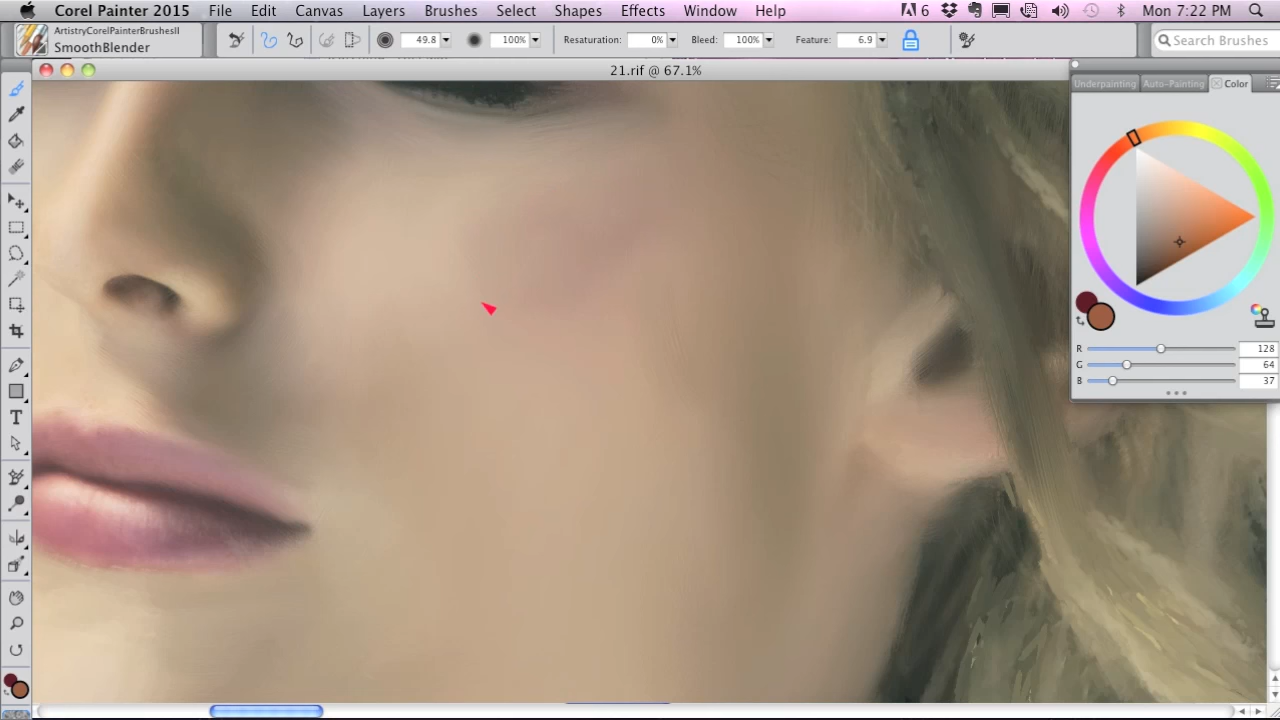 Corel Painter 2015 File Edit Canvas Layers Brushes Select Shapes Effects Window Help 6 Mon 7:22 PM
ArtistryCorelPainterBrushesII
SmoothBlender
49.8 100% Resaturation: 0% Bleed: 100% Feature: 6.9 Search Brushes
21.rif @ 67.1%
Underpainting Auto-Painting Color
R 128
G 64
B 37
T